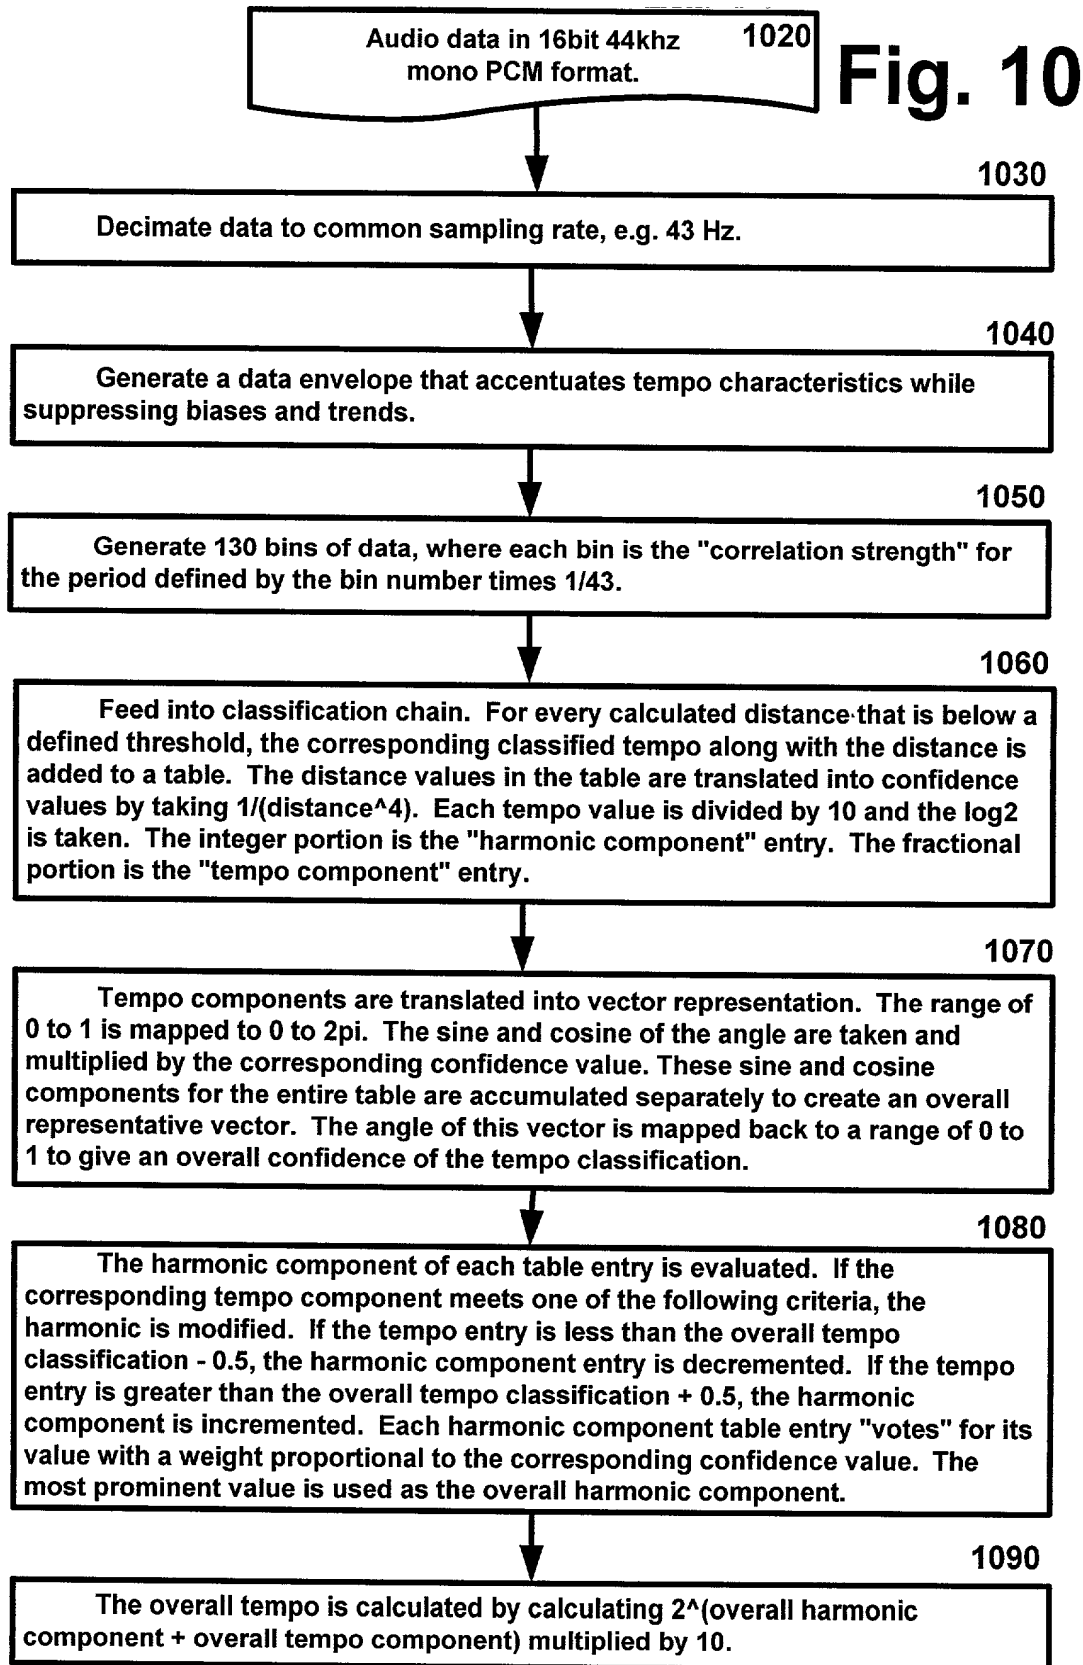 Audio data in 16bit 44khz
mono PCM format.
1020
Fig. 10
1030
Decimate data to common sampling rate, e.g. 43 Hz.
1040
Generate a data envelope that accentuates tempo characteristics while
suppressing biases and trends.
1050
Generate 130 bins of data, where each bin is the "correlation strength" for
the period defined by the bin number times 1/43.
1060
Feed into classification chain. For every calculated distance that is below a
defined threshold, the corresponding classified tempo along with the distance is
added to a table. The distance values in the table are translated into confidence
values by taking 1/(distance^4). Each tempo value is divided by 10 and the log2
is taken. The integer portion is the "harmonic component" entry. The fractional
portion is the "tempo component" entry.
1070
Tempo components are translated into vector representation. The range of
0 to 1 is mapped to 0 to 2pi. The sine and cosine of the angle are taken and
multiplied by the corresponding confidence value. These sine and cosine
components for the entire table are accumulated separately to create an overall
representative vector. The angle of this vector is mapped back to a range of 0 to
1 to give an overall confidence of the tempo classification.
1080
The harmonic component of each table entry is evaluated. If the
corresponding tempo component meets one of the following criteria, the
harmonic is modified. If the tempo entry is less than the overall tempo
classification - 0.5, the harmonic component entry is decremented. If the tempo
entry is greater than the overall tempo classification + 0.5, the harmonic
component is incremented. Each harmonic component table entry "votes" for its
value with a weight proportional to the corresponding confidence value. The
most prominent value is used as the overall harmonic component.
1090
The overall tempo is calculated by calculating 2^(overall harmonic
component + overall tempo component) multiplied by 10.